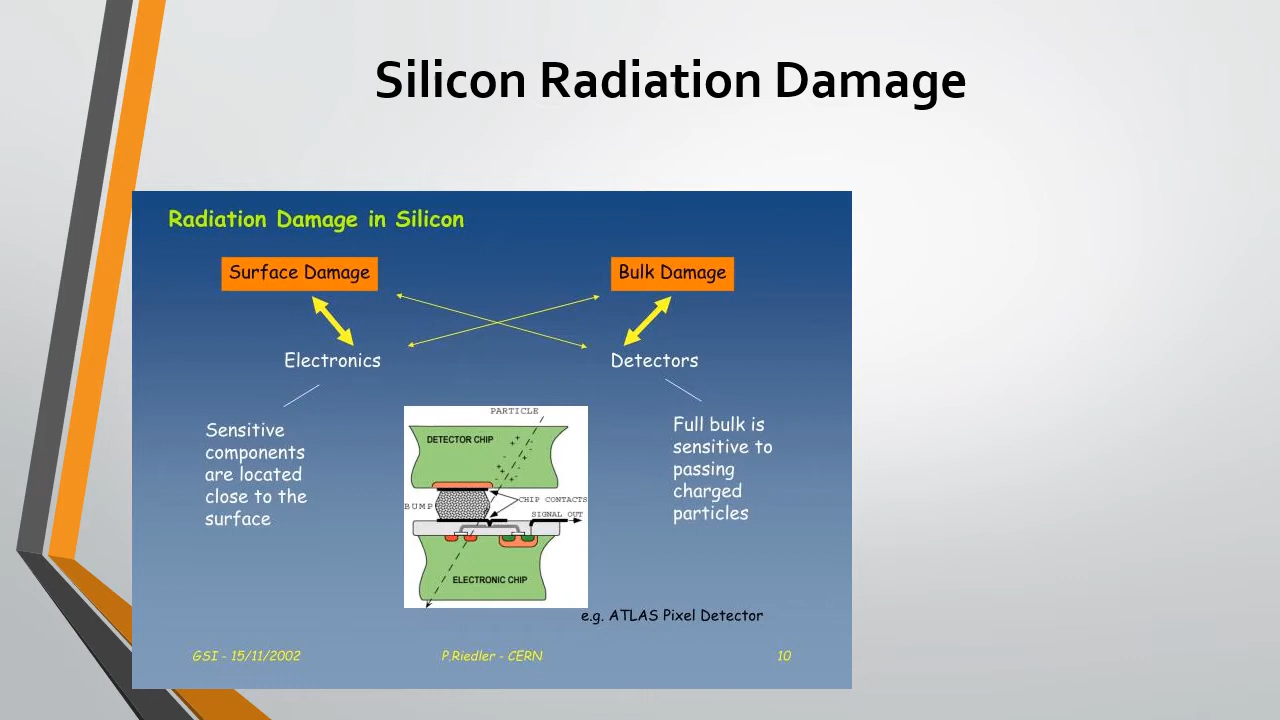 Silicon Radiation Damage
Radiation Damage in Silicon
Surface Damage
Bulk Damage
Electronics
Detectors
Sensitive
components
are located
close to the
surface
PARTICLE
DETECTOR CHIP
BUMP
CHIP CONTACTS
SIGNAL OUT
ELECTRONIC CHIP
Full bulk is
sensitive to
passing
charged
particles
e.g. ATLAS Pixel Detector
GSI - 15/11/2002
P.Riedler - CERN
10